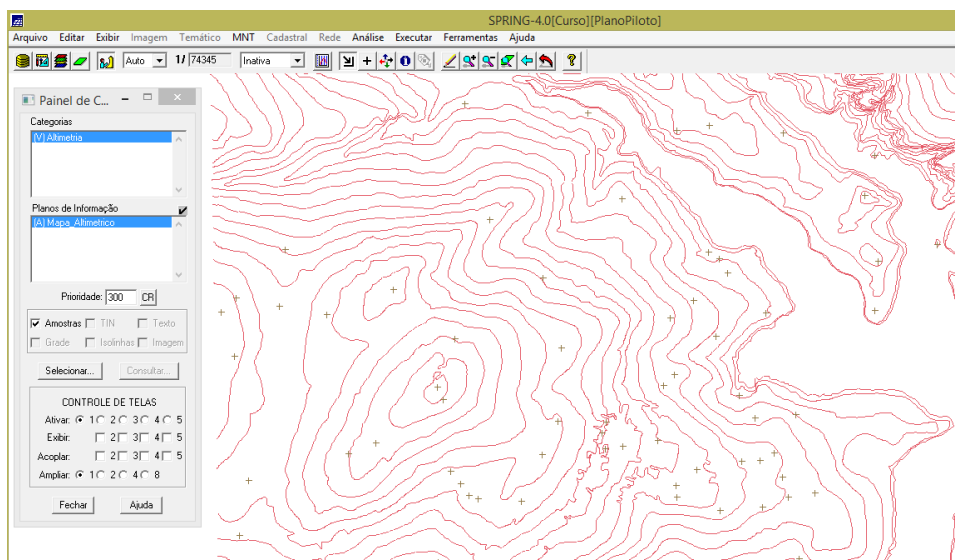 SPRING-4.0[Curso][PlanoPiloto]
Arquivo Editar Exibir Imagem Temático MNT Cadastral Rede Análise Executar Ferramentas Ajuda
Auto 1/ 74345 Inativa
Painel de C...
Categorias
(V) Altimetria
Planos de Informação
(A) Mapa_Altimetrico
Prioridade: 300 CR
Amostras TIN Texto
Grade Isolinhas Imagem
Selecionar... Consultar...
CONTROLE DE TELAS
Ativar: 1 2 3 4 5
Exibir: 2 3 4 5
Acoplar: 2 3 4 5
Ampliar: 1 2 4 8
Fechar Ajuda